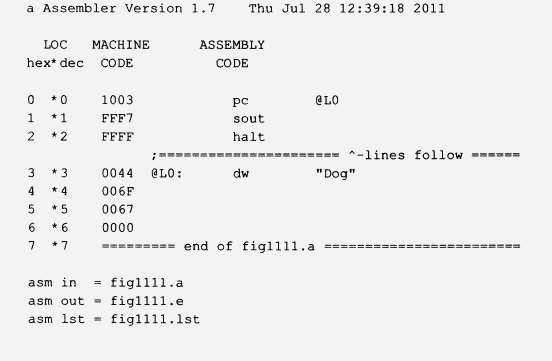 a Assembler Version 1.7    Thu Jul 28 12:39:18 2011
  LOC   MACHINE      ASSEMBLY
hex*dec  CODE          CODE
0  *0    1003            pc        @L0
1  *1    FFF7            sout
2  *2    FFFF            halt
               ;====================== ^-lines follow ======
3  *3    0044  @L0:      dw        "Dog"
4  *4    006F
5  *5    0067
6  *6    0000
7  *7    ========= end of fig1111.a ========================
asm in  = fig1111.a
asm out = fig1111.e
asm lst = fig1111.lst